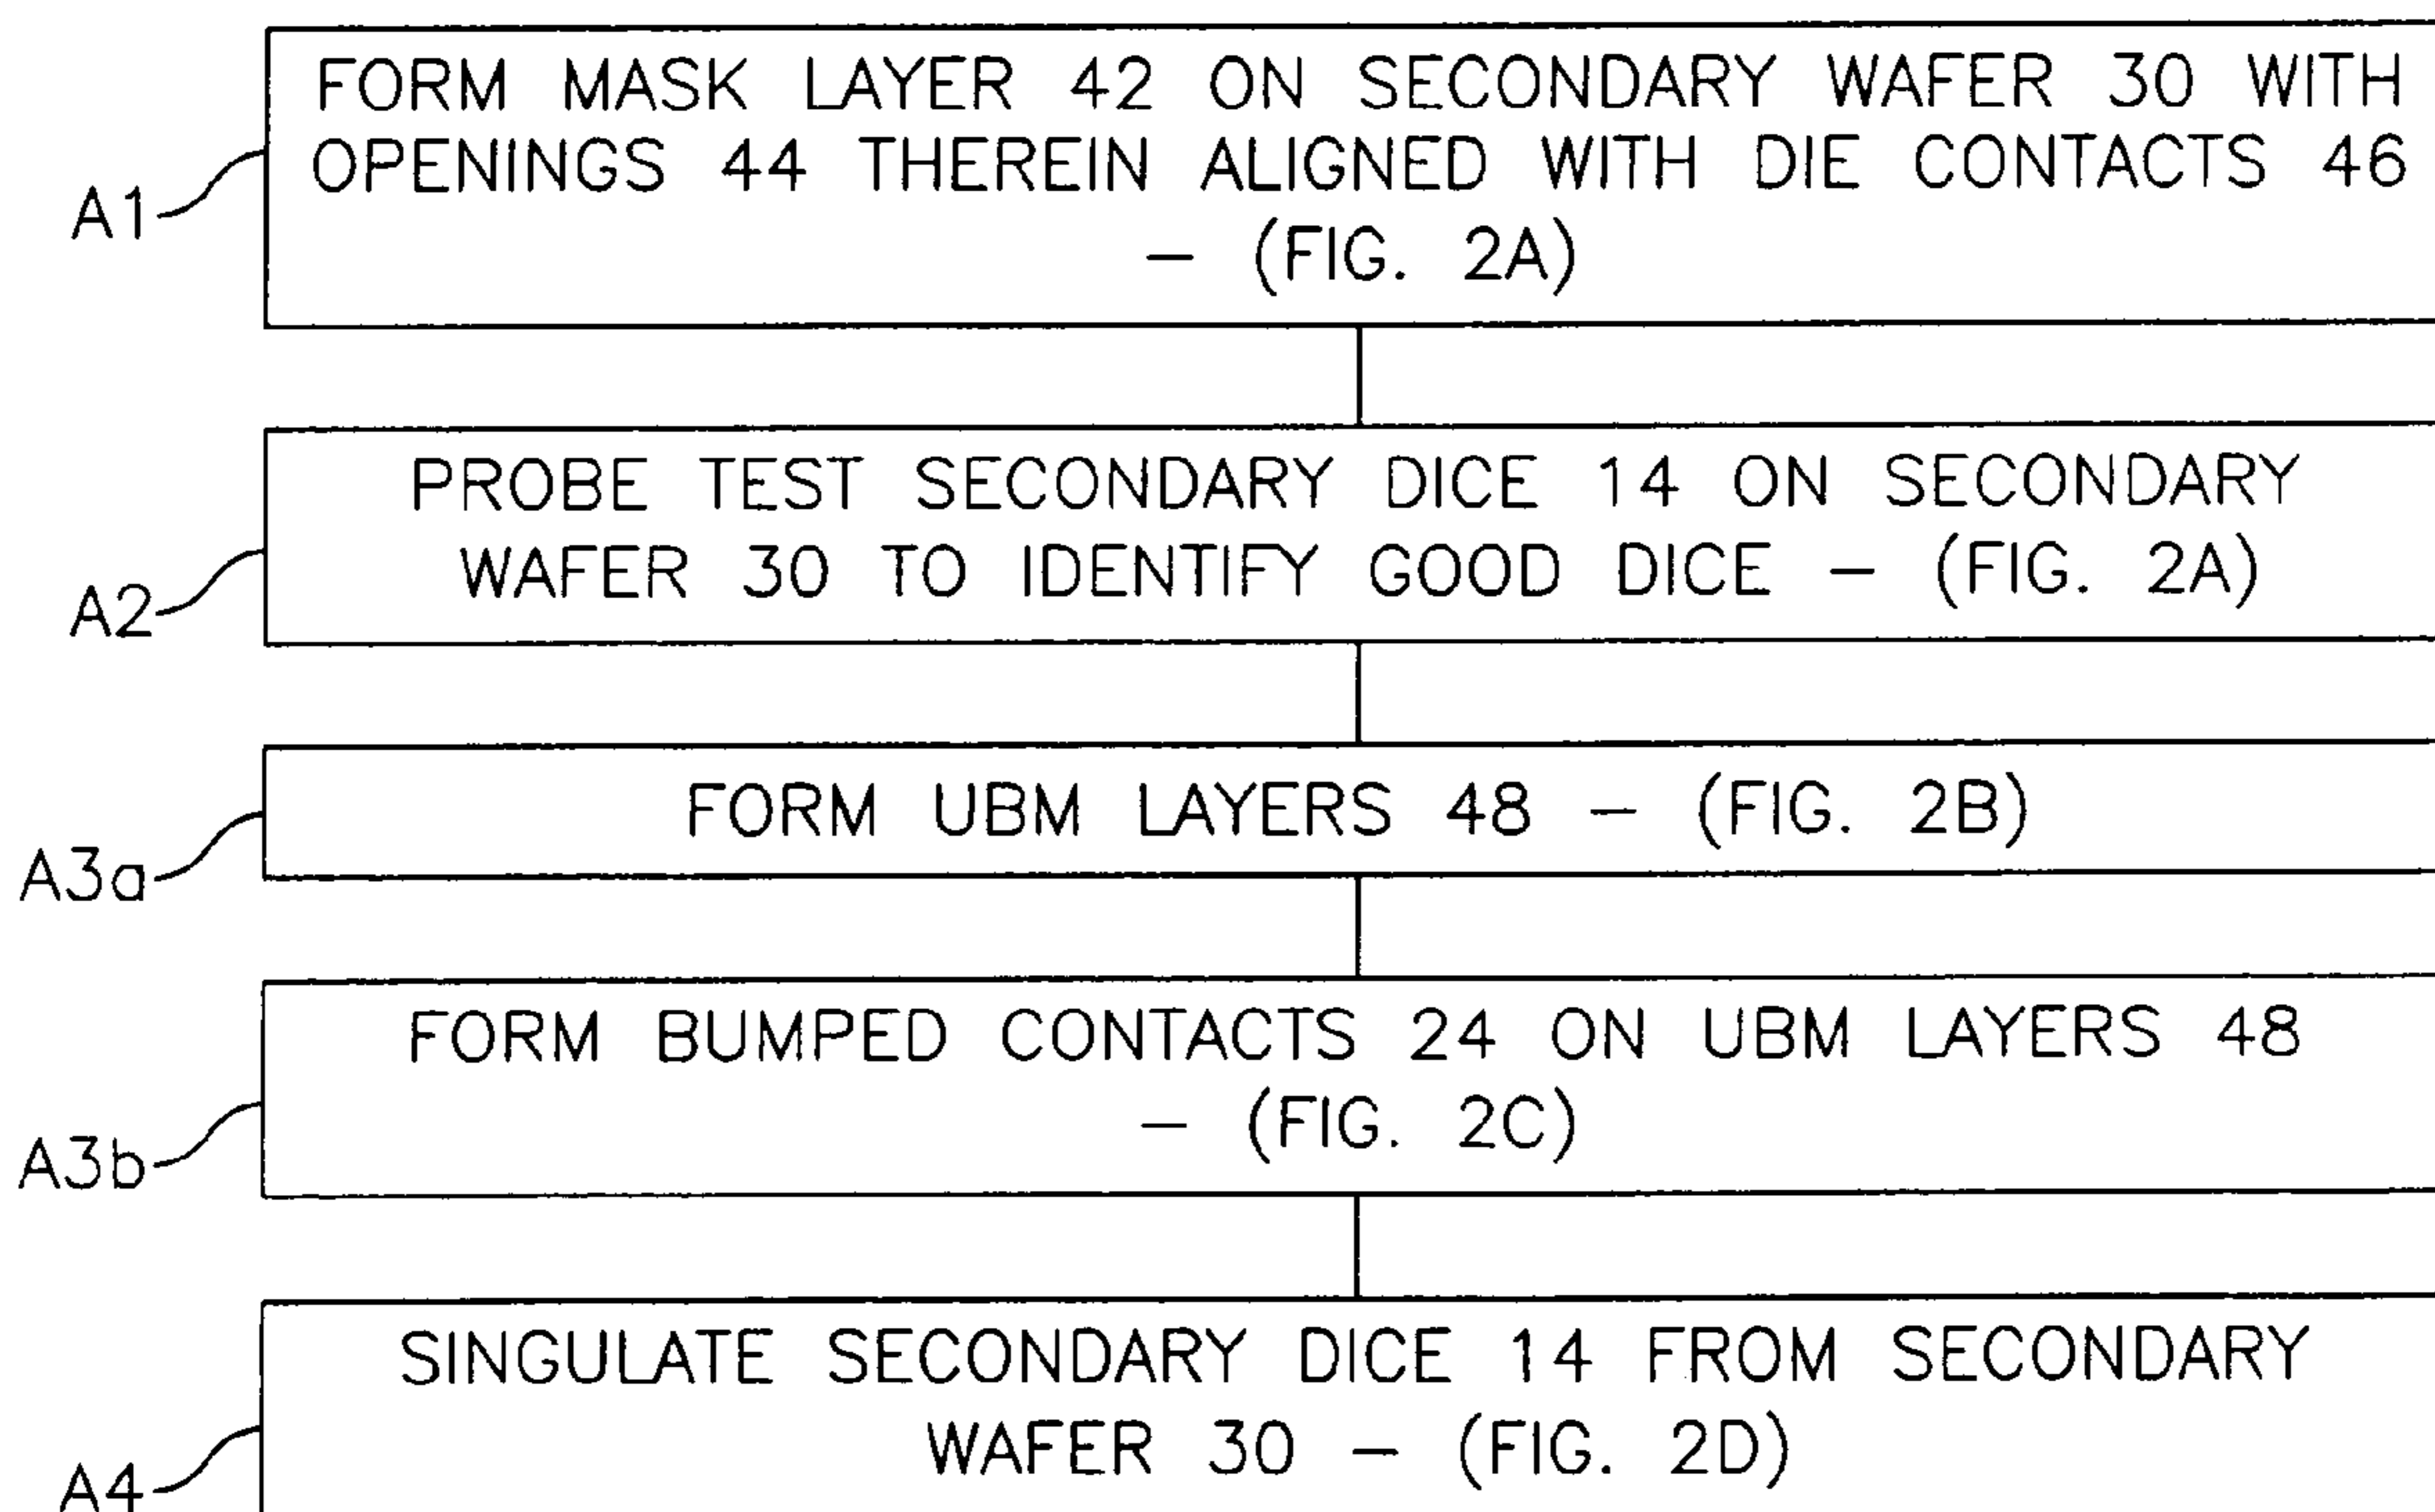 FORM MASK LAYER 42 ON SECONDARY WAFER 30 WITH
OPENINGS 44 THEREIN ALIGNED WITH DIE CONTACTS 46
– (FIG. 2A)
A1
PROBE TEST SECONDARY DICE 14 ON SECONDARY
WAFER 30 TO IDENTIFY GOOD DICE – (FIG. 2A)
A2
FORM UBM LAYERS 48 – (FIG. 2B)
A3a
FORM BUMPED CONTACTS 24 ON UBM LAYERS 48
– (FIG. 2C)
A3b
SINGULATE SECONDARY DICE 14 FROM SECONDARY
WAFER 30 – (FIG. 2D)
A4